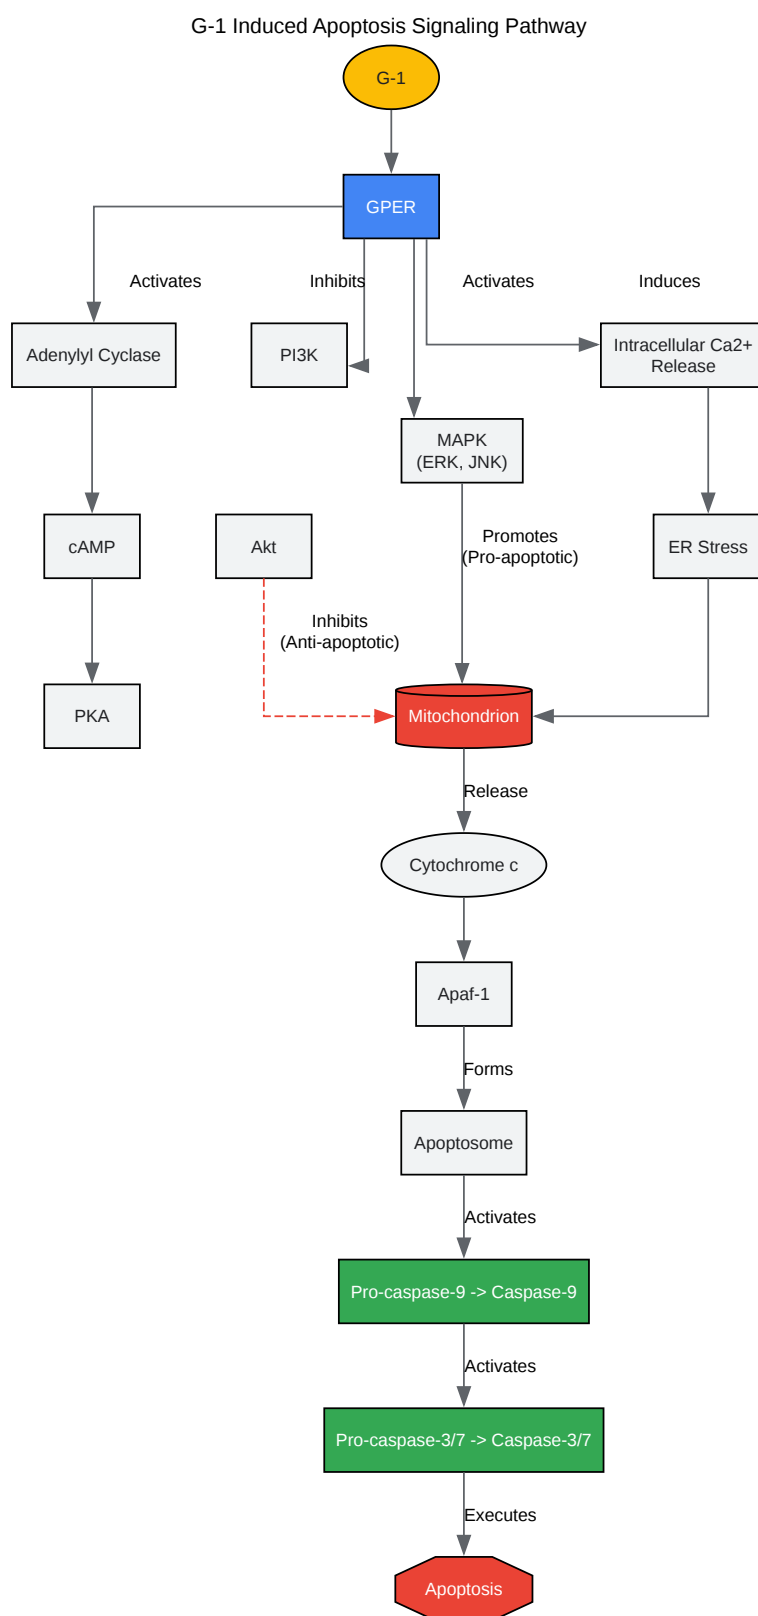 G-1 Induced Apoptosis Signaling Pathway
G-1
GPER
Activates
Inhibits
Activates
Induces
Adenylyl Cyclase
PI3K
Intracellular Ca2+
Release
MAPK
(ERK, JNK)
cAMP
Akt
Promotes
(Pro-apoptotic)
ER Stress
Inhibits
(Anti-apoptotic)
PKA
Mitochondrion
Release
Cytochrome c
Apaf-1
Forms
Apoptosome
Activates
Pro-caspase-9 -> Caspase-9
Activates
Pro-caspase-3/7 -> Caspase-3/7
Executes
Apoptosis